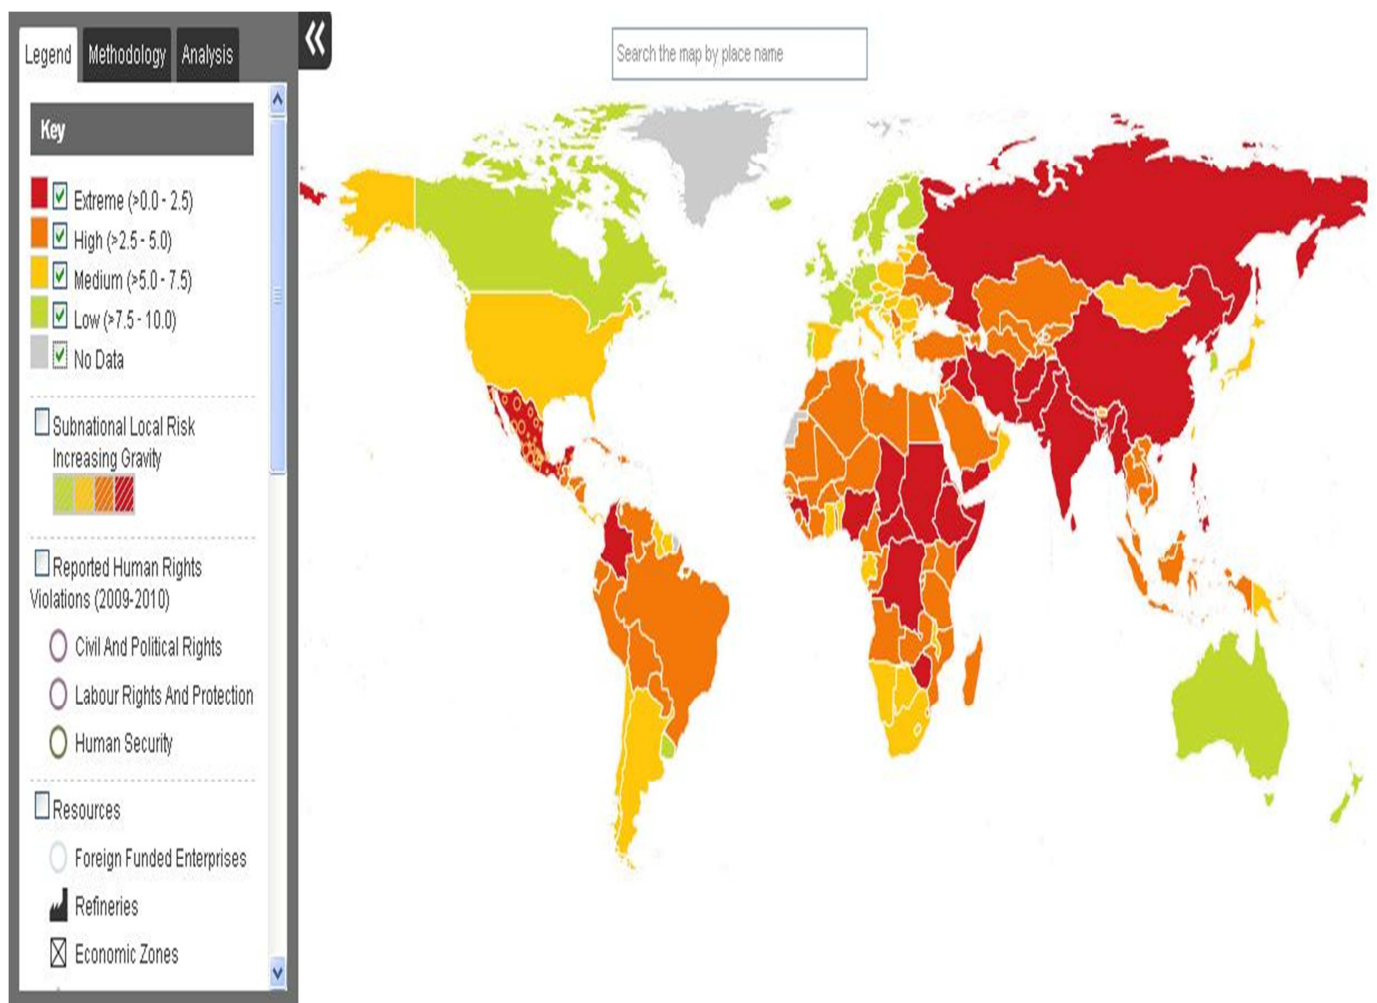 Legend Methodology Analysis
Search the map by place name
Key
Extreme (>0.0 - 2.5)
High (>2.5 - 5.0)
Medium (>5.0 - 7.5)
Low (>7.5 - 10.0)
No Data
Subnational Local Risk
Increasing Gravity
Reported Human Rights
Violations (2009-2010)
Civil And Political Rights
Labour Rights And Protection
Human Security
Resources
Foreign Funded Enterprises
Refineries
Economic Zones